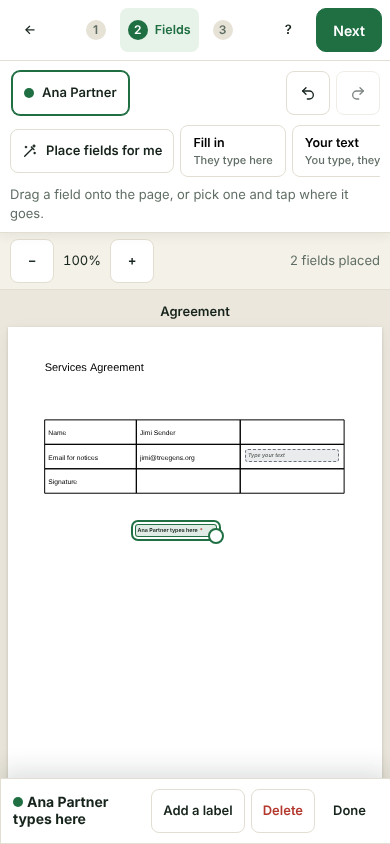 1
2 Fields
3
?
Next
Ana Partner
Place fields for me
Fill in
They type here
Your text
You type, they
Drag a field onto the page, or pick one and tap where it
goes.
− 100% +
2 fields placed
Agreement
Services Agreement
Name
Jimi Sender
Email for notices
jimi@treegens.org
Type your text
Signature
Ana Partner types here *
Ana Partner
types here
Add a label
Delete
Done